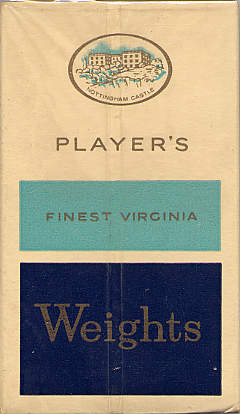 NOTTINGHAM CASTLE
PLAYER'S
FINEST VIRGINIA
Weights